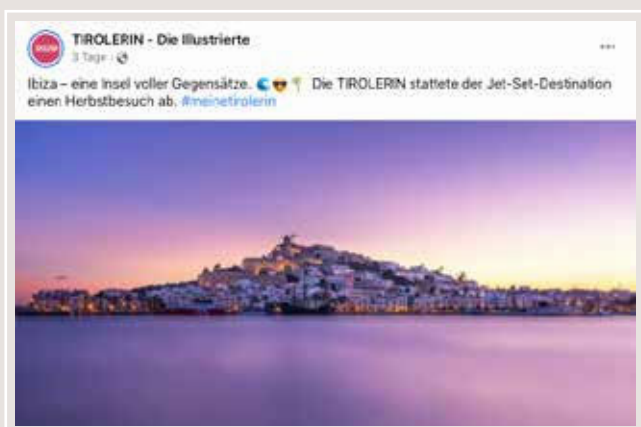 TIROLERIN - Die Illustrierte
3 Tage ·
Ibiza – eine Insel voller Gegensätze. 🌊😎🌴 Die TIROLERIN stattete der Jet-Set-Destination
einen Herbstbesuch ab. #meinetirolerin